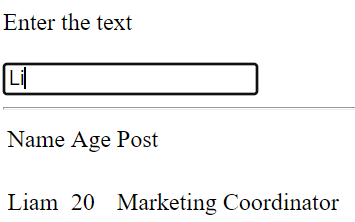 Enter the text
Li
Name Age Post
Liam 20 Marketing Coordinator